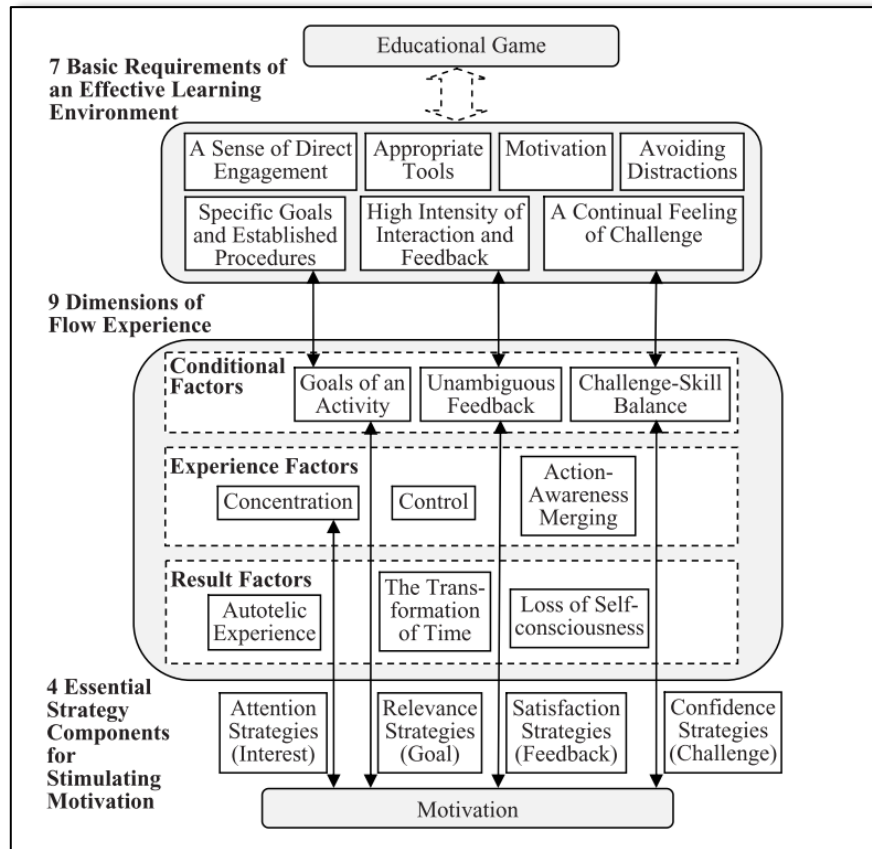 Educational Game
7 Basic Requirements of
an Effective Learning
Environment
A Sense of Direct
Engagement
Appropriate
Tools
Motivation
Avoiding
Distractions
Specific Goals
and Established
Procedures
High Intensity of
Interaction and
Feedback
A Continual Feeling
of Challenge
9 Dimensions of
Flow Experience
Conditional
Factors
Goals of an
Activity
Unambiguous
Feedback
Challenge-Skill
Balance
Experience Factors
Concentration
Control
Action-
Awareness
Merging
Result Factors
Autotelic
Experience
The Trans-
formation
of Time
Loss of Self-
consciousness
4 Essential
Strategy
Components
for
Stimulating
Motivation
Attention
Strategies
(Interest)
Relevance
Strategies
(Goal)
Satisfaction
Strategies
(Feedback)
Confidence
Strategies
(Challenge)
Motivation